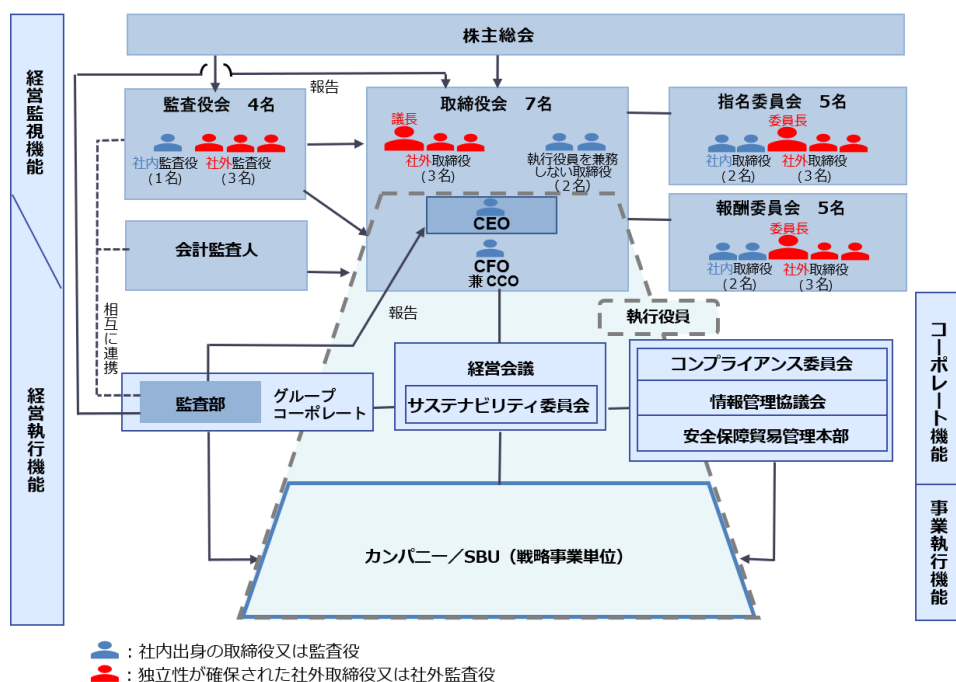 経営監視機能
経営執行機能
株主総会
報告
監査役会 4名
社内監査役
(1名)
社外監査役
(3名)
取締役会 7名
議長
社外取締役
(3名)
執行役員を兼務
しない取締役
(2名)
指名委員会 5名
委員長
社内取締役
(2名)
社外取締役
(3名)
会計監査人
CEO
CFO
兼CCO
報酬委員会 5名
委員長
社内取締役
(2名)
社外取締役
(3名)
相互に連携
報告
執行役員
監査部
グループ
コーポレート
経営会議
サステナビリティ委員会
コンプライアンス委員会
情報管理協議会
安全保障貿易管理本部
コーポレート機能
事業執行機能
カンパニー/SBU(戦略事業単位)
:社内出身の取締役又は監査役
:独立性が確保された社外取締役又は社外監査役